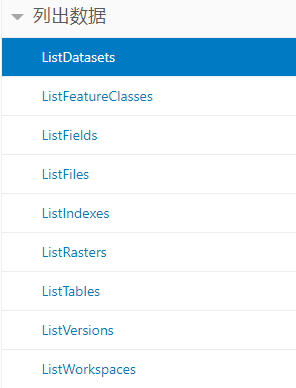 列出数据
ListDatasets
ListFeatureClasses
ListFields
ListFiles
ListIndexes
ListRasters
ListTables
ListVersions
ListWorkspaces